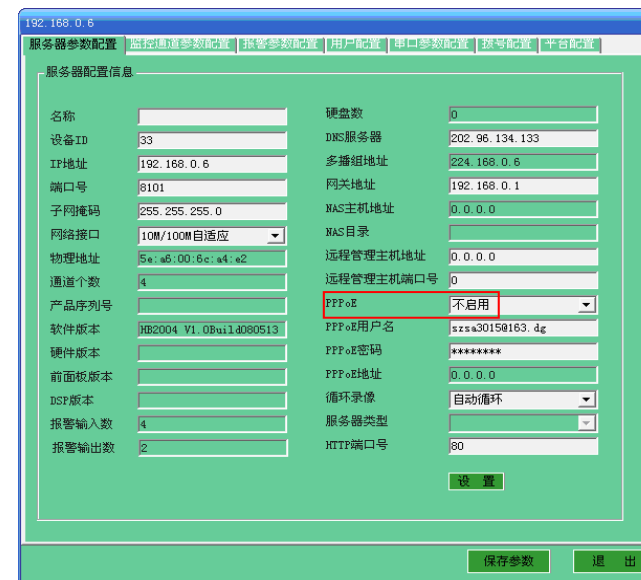 192.168.0.6
服务器参数配置 监控通道参数配置 报警参数配置 用户配置 串口参数配置 拨号配置 平台配置
服务器配置信息
名称 硬盘数 0
设备ID 33 DNS服务器 202.96.134.133
IP地址 192.168.0.6 多播组地址 224.168.0.6
端口号 8101 网关地址 192.168.0.1
子网掩码 255.255.255.0 NAS主机地址 0.0.0.0
网络接口 10M/100M自适应 NAS目录
物理地址 5e:a6:00:6c:a4:e2 远程管理主机地址 0.0.0.0
通道个数 4 远程管理主机端口号 0
产品序列号 PPPoE 不启用
软件版本 HB2004 V1.0Build080513 PPPoE用户名 szsa3015@163.dg
硬件版本 PPPoE密码 ********
前面板版本 PPPoE地址 0.0.0.0
DSP版本 循环录像 自动循环
报警输入数 4 服务器类型
报警输出数 2 HTTP端口号 80
设 置
保存参数 退 出